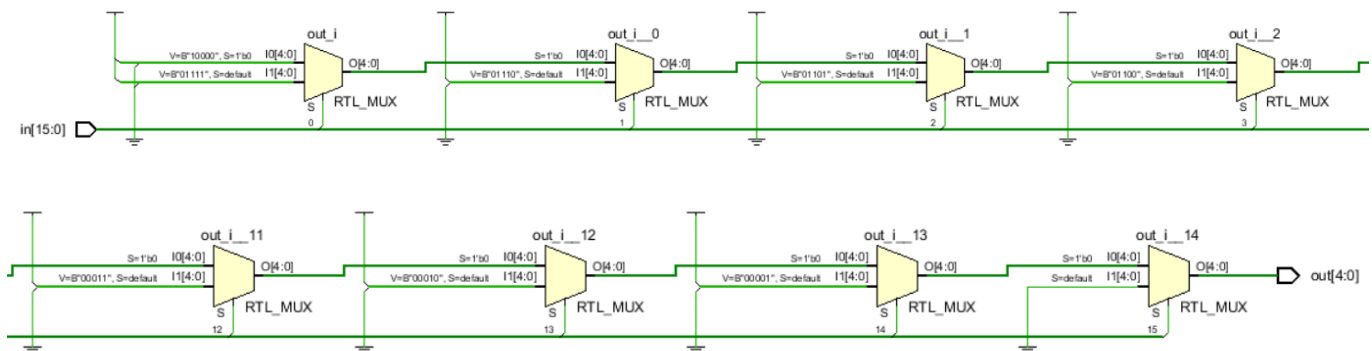 out_i
V=B"10000", S=1'b0 I0[4:0]
V=B"01111", S=default I1[4:0]
O[4:0]
S
RTL_MUX
0
out_i__0
S=1'b0 I0[4:0]
V=B"01110", S=default I1[4:0]
O[4:0]
S
RTL_MUX
1
out_i__1
S=1'b0 I0[4:0]
V=B"01101", S=default I1[4:0]
O[4:0]
S
RTL_MUX
2
out_i__2
S=1'b0 I0[4:0]
V=B"01100", S=default I1[4:0]
O[4:0]
S
RTL_MUX
3
in[15:0]
out_i__11
S=1'b0 I0[4:0]
V=B"00011", S=default I1[4:0]
O[4:0]
S
RTL_MUX
12
out_i__12
S=1'b0 I0[4:0]
V=B"00010", S=default I1[4:0]
O[4:0]
S
RTL_MUX
13
out_i__13
S=1'b0 I0[4:0]
V=B"00001", S=default I1[4:0]
O[4:0]
S
RTL_MUX
14
out_i__14
S=1'b0 I0[4:0]
S=default I1[4:0]
O[4:0]
S
RTL_MUX
15
out[4:0]